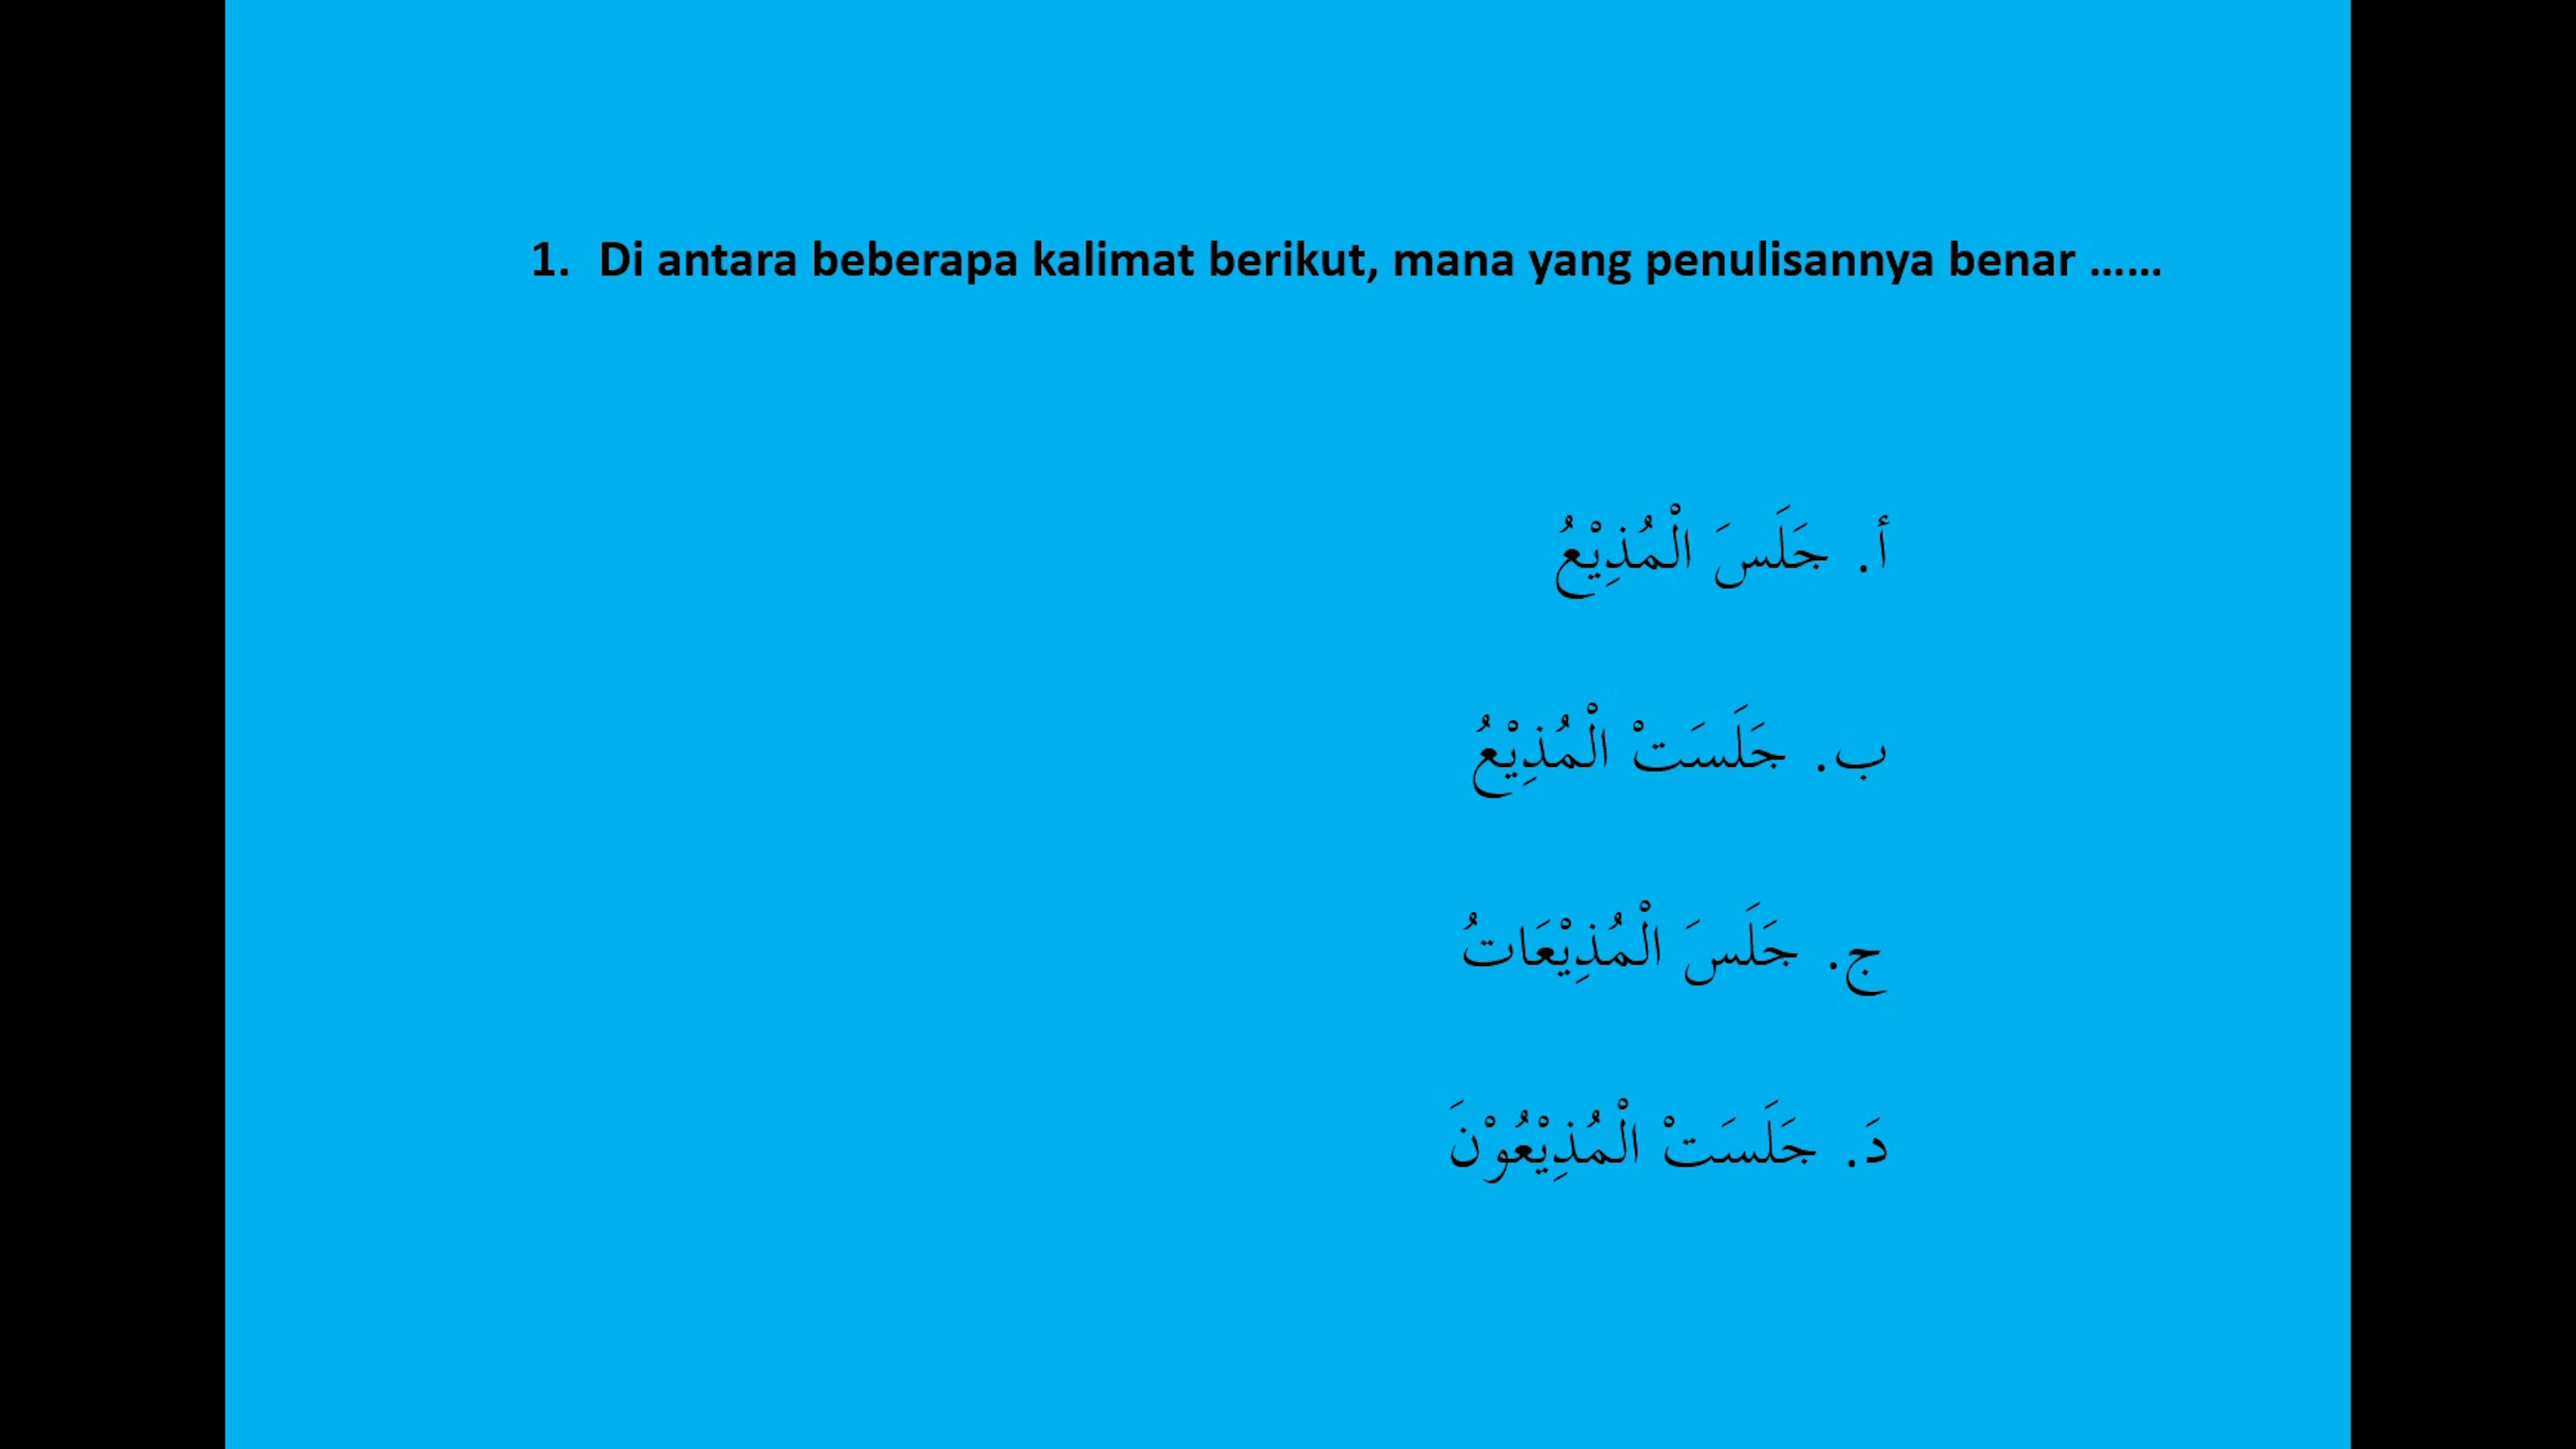 1. Di antara beberapa kalimat berikut, mana yang penulisannya benar ......
أ. جَلَسَ الْمُذِيْعُ
ب. جَلَسَتْ الْمُذِيْعُ
ج. جَلَسَ الْمُذِيْعَاتُ
دَ. جَلَسَتْ الْمُذِيْعُوْنَ